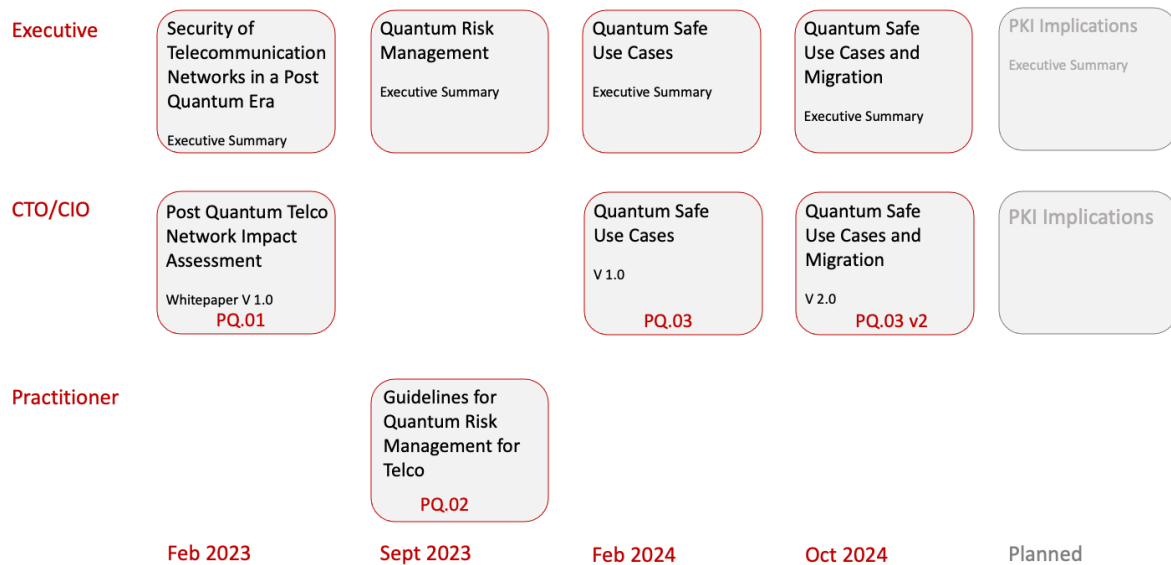 Executive
Security of
Telecommunication
Networks in a Post
Quantum Era
Executive Summary
Quantum Risk
Management
Executive Summary
Quantum Safe
Use Cases
Executive Summary
Quantum Safe
Use Cases and
Migration
Executive Summary
PKI Implications
Executive Summary
CTO/CIO
Post Quantum Telco
Network Impact
Assessment
Whitepaper V 1.0
PQ.01
Quantum Safe
Use Cases
V 1.0
PQ.03
Quantum Safe
Use Cases and
Migration
V 2.0
PQ.03 v2
PKI Implications
Practitioner
Guidelines for
Quantum Risk
Management for
Telco
PQ.02
Feb 2023
Sept 2023
Feb 2024
Oct 2024
Planned